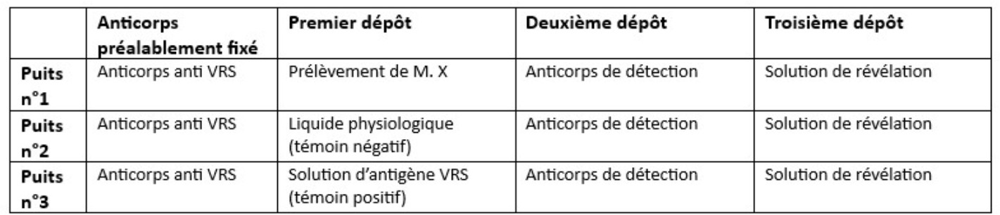 Anticorps préalablement fixé Premier dépôt Deuxième dépôt Troisième dépôt
Puits n°1 Anticorps anti VRS Prélèvement de M. X Anticorps de détection Solution de révélation
Puits n°2 Anticorps anti VRS Liquide physiologique (témoin négatif) Anticorps de détection Solution de révélation
Puits n°3 Anticorps anti VRS Solution d’antigène VRS (témoin positif) Anticorps de détection Solution de révélation